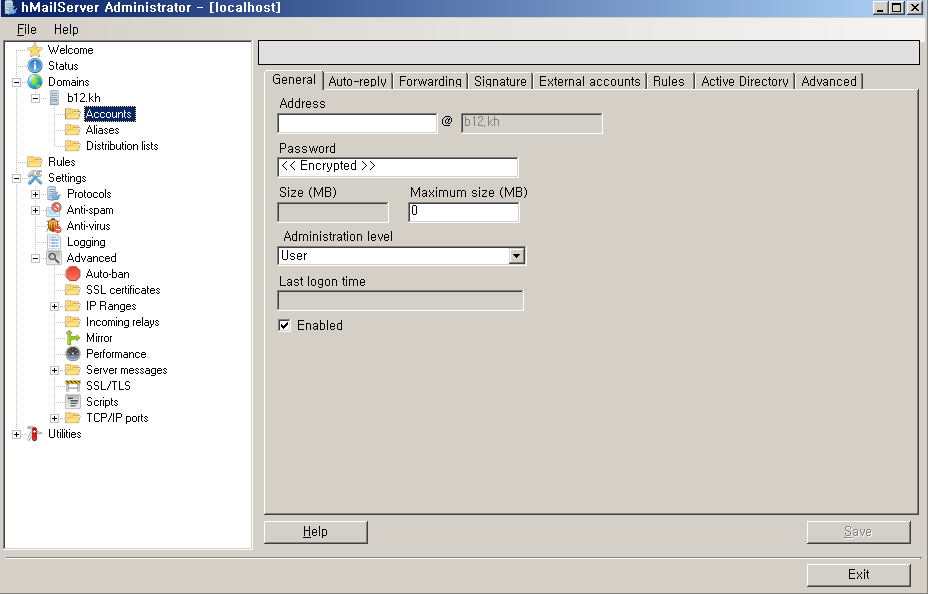 hMailServer Administrator - [localhost]
File Help
Welcome
Status
Domains
b12.kh
Accounts
Aliases
Distribution lists
Rules
Settings
Protocols
Anti-spam
Anti-virus
Logging
Advanced
Auto-ban
SSL certificates
IP Ranges
Incoming relays
Mirror
Performance
Server messages
SSL/TLS
Scripts
TCP/IP ports
Utilities
General Auto-reply Forwarding Signature External accounts Rules Active Directory Advanced
Address
@ b12.kh
Password
<< Encrypted >>
Size (MB) Maximum size (MB)
0
Administration level
User
Last logon time
Enabled
Help Save
Exit